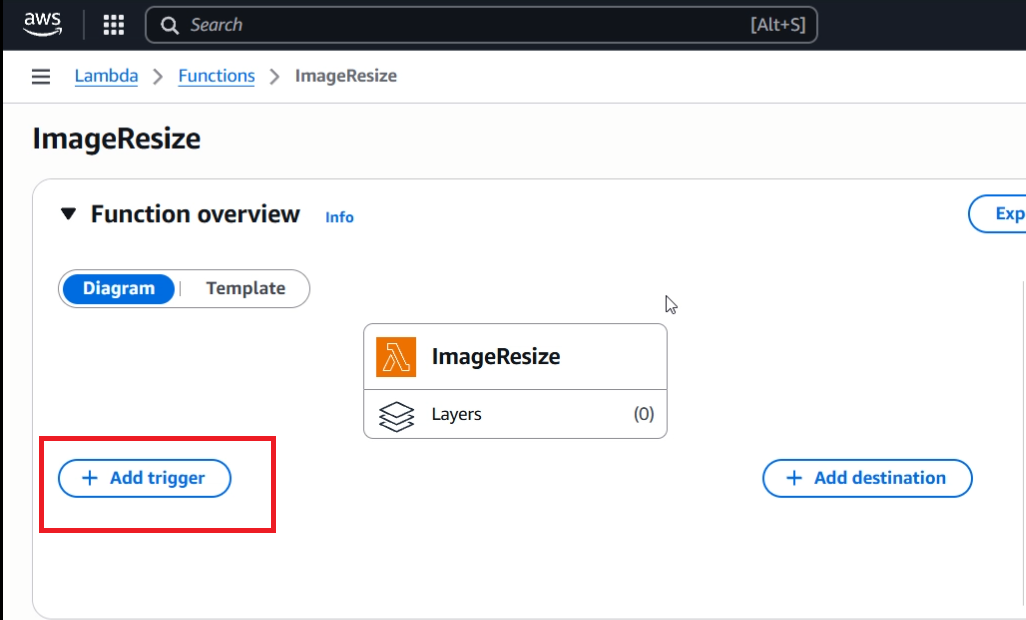 aws Search [Alt+S]
Lambda Functions ImageResize
ImageResize
Function overview Info
Exp
Diagram Template
ImageResize
Layers (0)
+ Add trigger + Add destination